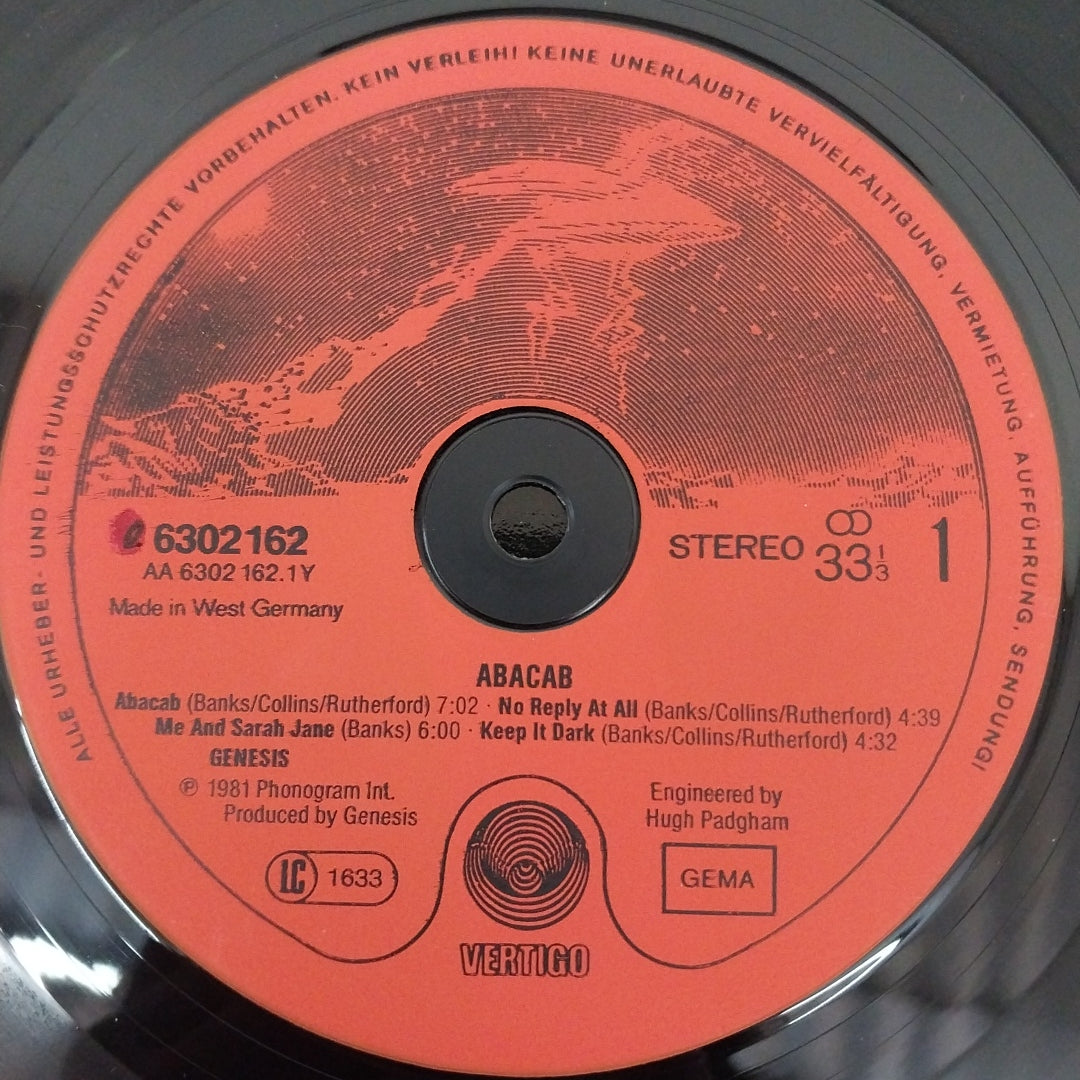 ALLE URHEBER- UND LEISTUNGSSCHUTZRECHTE VORBEHALTEN. KEIN VERLEIH! KEINE UNERLAUBTE VERVIELFÄLTIGUNG, VERMIETUNG, AUFFÜHRUNG, SENDUNG!
6302 162
AA 6302 162.1Y
Made in West Germany
STEREO 33 1/3 1
ABACAB
Abacab (Banks/Collins/Rutherford) 7:02 · No Reply At All (Banks/Collins/Rutherford) 4:39
Me And Sarah Jane (Banks) 6:00 · Keep It Dark (Banks/Collins/Rutherford) 4:32
GENESIS
℗ 1981 Phonogram Int.
Produced by Genesis
Engineered by
Hugh Padgham
LC 1633
GEMA
VERTIGO